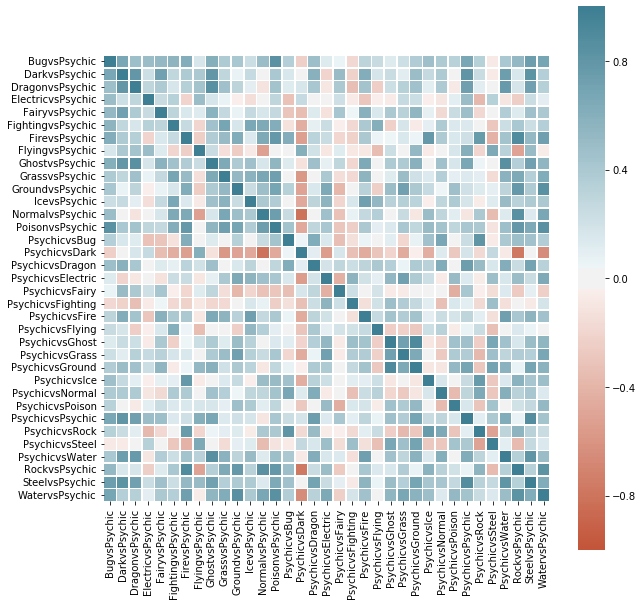 BugvsPsychic
DarkvsPsychic
DragonvsPsychic
ElectricvsPsychic
FairyvsPsychic
FightingvsPsychic
FirevsPsychic
FlyingvsPsychic
GhostvsPsychic
GrassvsPsychic
GroundvsPsychic
IcevsPsychic
NormalvsPsychic
PoisonvsPsychic
PsychicvsBug
PsychicvsDark
PsychicvsDragon
PsychicvsElectric
PsychicvsFairy
PsychicvsFighting
PsychicvsFire
PsychicvsFlying
PsychicvsGhost
PsychicvsGrass
PsychicvsGround
PsychicvsIce
PsychicvsNormal
PsychicvsPoison
PsychicvsPsychic
PsychicvsRock
PsychicvsSteel
PsychicvsWater
RockvsPsychic
SteelvsPsychic
WatervsPsychic
BugvsPsychic
DarkvsPsychic
DragonvsPsychic
ElectricvsPsychic
FairyvsPsychic
FightingvsPsychic
FirevsPsychic
FlyingvsPsychic
GhostvsPsychic
GrassvsPsychic
GroundvsPsychic
IcevsPsychic
NormalvsPsychic
PoisonvsPsychic
PsychicvsBug
PsychicvsDark
PsychicvsDragon
PsychicvsElectric
PsychicvsFairy
PsychicvsFighting
PsychicvsFire
PsychicvsFlying
PsychicvsGhost
PsychicvsGrass
PsychicvsGround
PsychicvsIce
PsychicvsNormal
PsychicvsPoison
PsychicvsPsychic
PsychicvsRock
PsychicvsSteel
PsychicvsWater
RockvsPsychic
SteelvsPsychic
WatervsPsychic
0.8
0.4
0.0
−0.4
−0.8